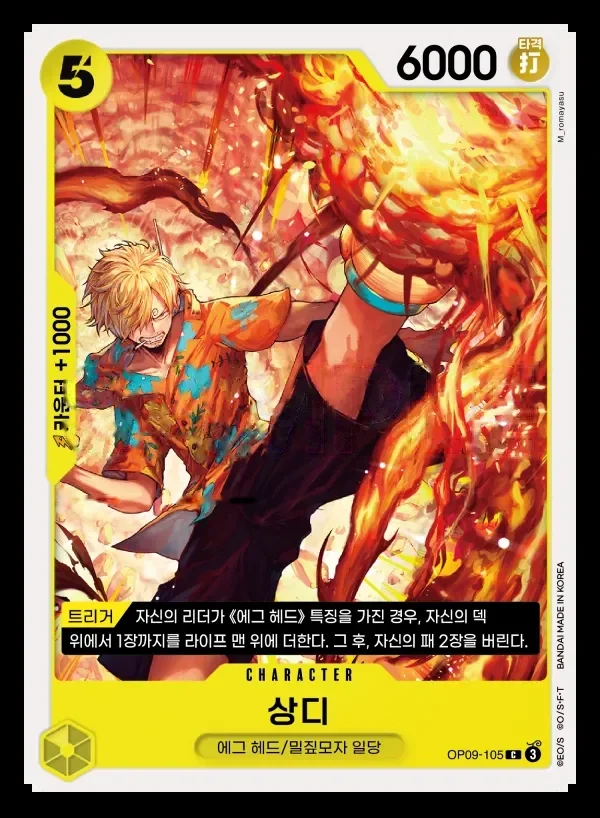 5
6000
타격
打
M_romayasu
카운터 +1000
트리거 자신의 리더가 《에그 헤드》 특징을 가진 경우, 자신의 덱
위에서 1장까지를 라이프 맨 위에 더한다. 그 후, 자신의 패 2장을 버린다.
CHARACTER
상디
에그 헤드/밀짚모자 일당
OP09-105 C 3
©EO/S ©O/S·F·T BANDAI MADE IN KOREA